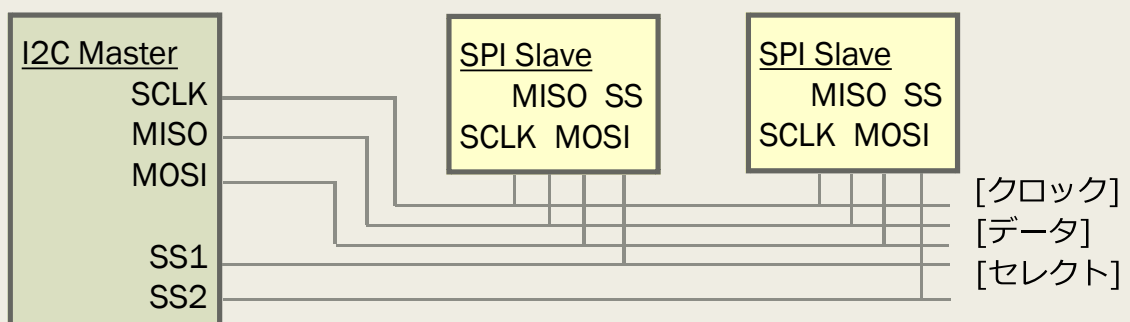 I2C Master
SCLK
MISO
MOSI
SS1
SS2
SPI Slave
MISO SS
SCLK MOSI
SPI Slave
MISO SS
SCLK MOSI
[クロック]
[データ]
[セレクト]